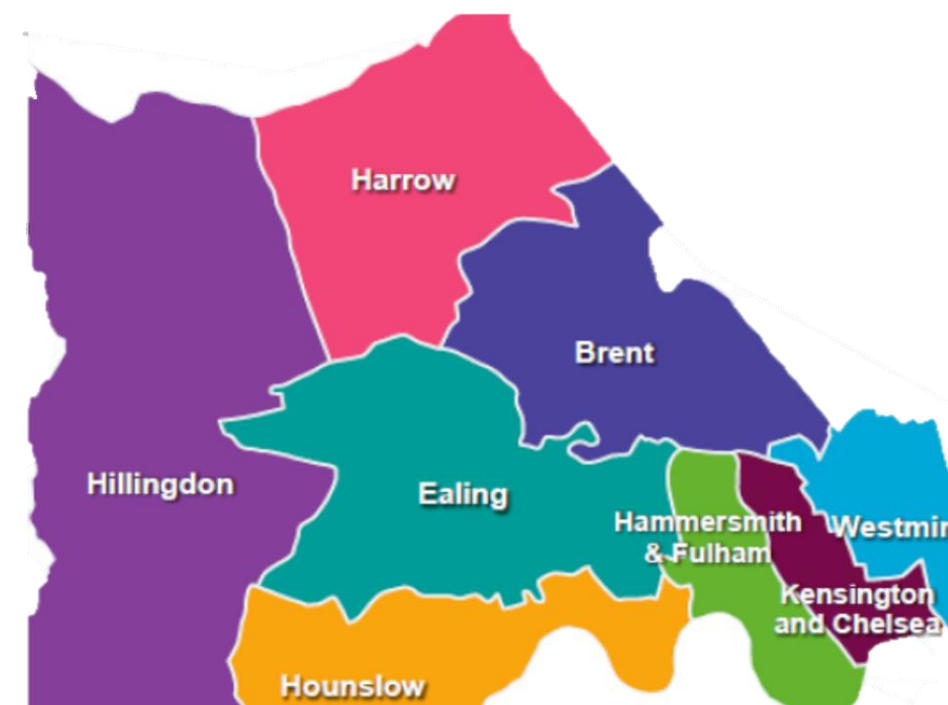 Harrow
Brent
Hillingdon
Ealing
Hammersmith
& Fulham
Westmin
Kensington
and Chelsea
Hounslow